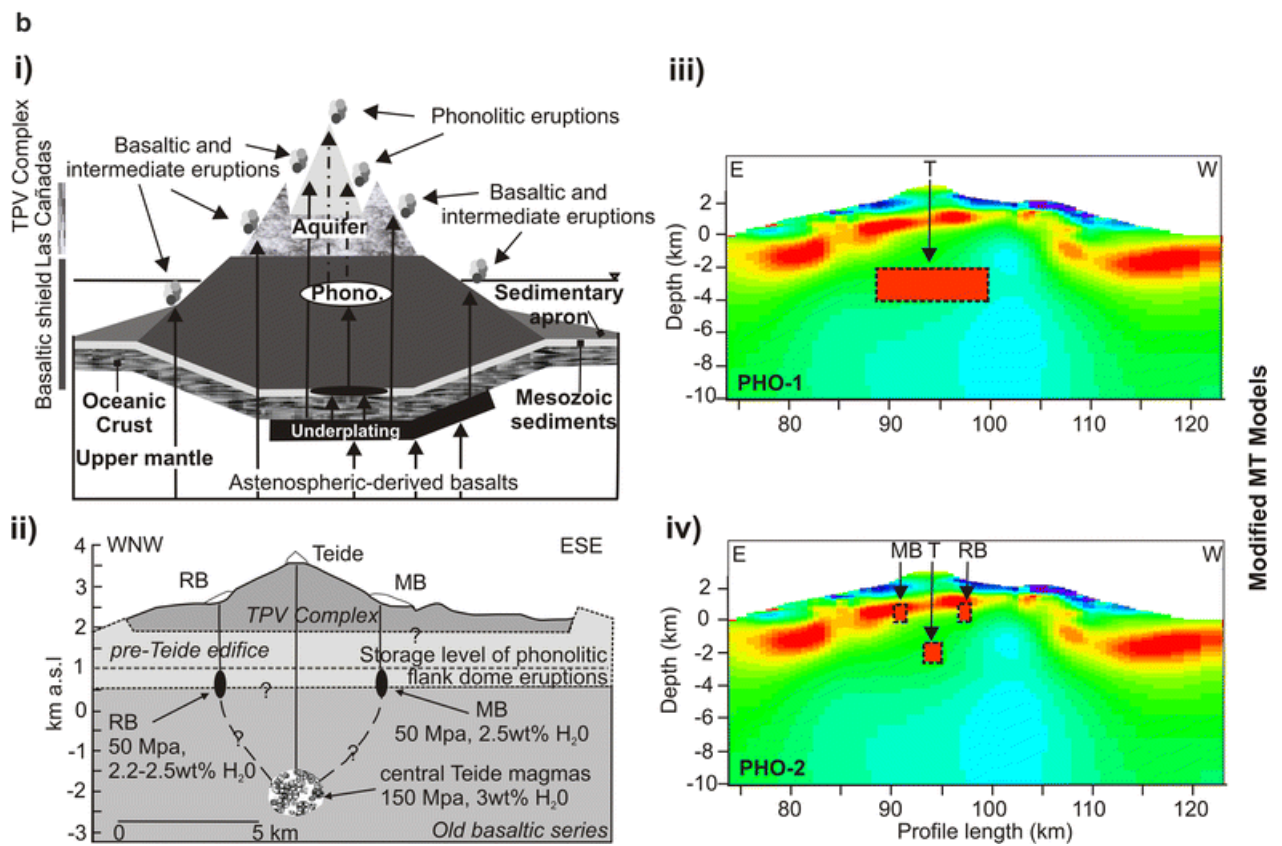 b
i)
TPV Complex
Las Cañadas
Basaltic shield
Phonolitic eruptions
Basaltic and
intermediate eruptions
Basaltic and
intermediate eruptions
Aquifer
Phono.
Sedimentary
apron
Oceanic
Crust
Mesozoic
sediments
Underplating
Upper mantle
Astenospheric-derived basalts
ii)
WNW
Teide
ESE
RB
MB
TPV Complex
?
pre-Teide edifice
Storage level of phonolitic
flank dome eruptions
?
RB
50 Mpa,
2.2-2.5wt% H20
MB
50 Mpa, 2.5wt% H20
?
?
central Teide magmas
150 Mpa, 3wt% H20
Old basaltic series
0
5 km
km a.s.l
4
3
2
1
0
-1
-2
-3
iii)
E
T
W
Depth (km)
2
0
-2
-4
-6
-8
-10
PHO-1
80
90
100
110
120
iv)
E
MB
T
RB
W
Depth (km)
2
0
-2
-4
-6
-8
-10
PHO-2
80
90
100
110
120
Profile length (km)
Modified MT Models